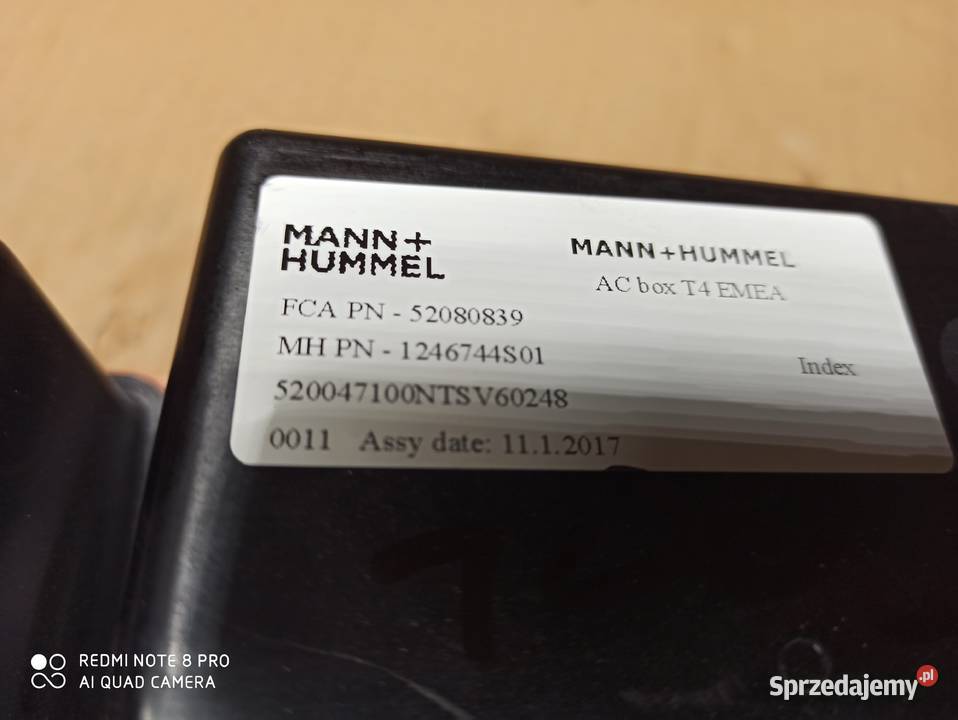 MANN+
HUMMEL
MANN+HUMMEL
AC box T4 EMEA
FCA PN - 52080839
MH PN - 1246744S01
Index
520047100NTSV60248
0011 Assy date: 11.1.2017
REDMI NOTE 8 PRO
AI QUAD CAMERA
Sprzedajemy.pl